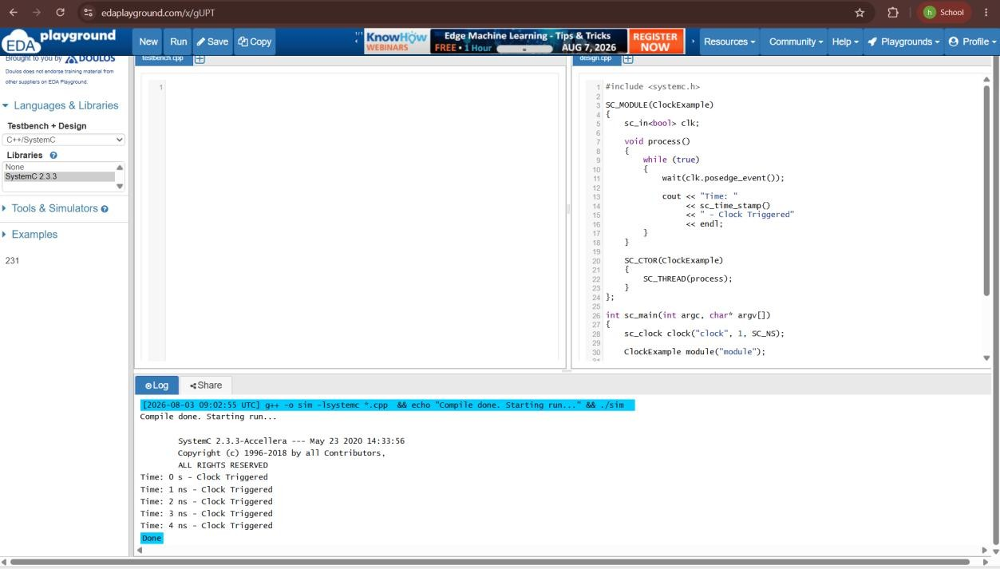 edaplayground.com/x/gUPT
h School
EDA playground
New Run Save Copy
KnowHow WEBINARS
Edge Machine Learning - Tips & Tricks
FREE • 1 Hour AUG 7, 2026
REGISTER NOW
Resources Community Help Playgrounds Profile
Brought to you by DOULOS
Doulos does not endorse training material from
other suppliers on EDA Playground.
Languages & Libraries
Testbench + Design
C++/SystemC
Libraries
None
SystemC 2.3.3
Tools & Simulators
Examples
231
testbench.cpp
1
design.cpp
1 #include <systemc.h>
2
3 SC_MODULE(ClockExample)
4 {
5 sc_in<bool> clk;
6
7 void process()
8 {
9 while (true)
10 {
11 wait(clk.posedge_event());
12
13 cout << "Time: "
14 << sc_time_stamp()
15 << " - Clock Triggered"
16 << endl;
17 }
18 }
19
20 SC_CTOR(ClockExample)
21 {
22 SC_THREAD(process);
23 }
24 };
25
26 int sc_main(int argc, char* argv[])
27 {
28 sc_clock clock("clock", 1, SC_NS);
29
30 ClockExample module("module");
Log Share
[2026-08-03 09:02:55 UTC] g++ -o sim -lsystemc *.cpp && echo "Compile done. Starting run..." && ./sim
Compile done. Starting run...
SystemC 2.3.3-Accellera --- May 23 2020 14:33:56
Copyright (c) 1996-2018 by all Contributors,
ALL RIGHTS RESERVED
Time: 0 s - Clock Triggered
Time: 1 ns - Clock Triggered
Time: 2 ns - Clock Triggered
Time: 3 ns - Clock Triggered
Time: 4 ns - Clock Triggered
Done